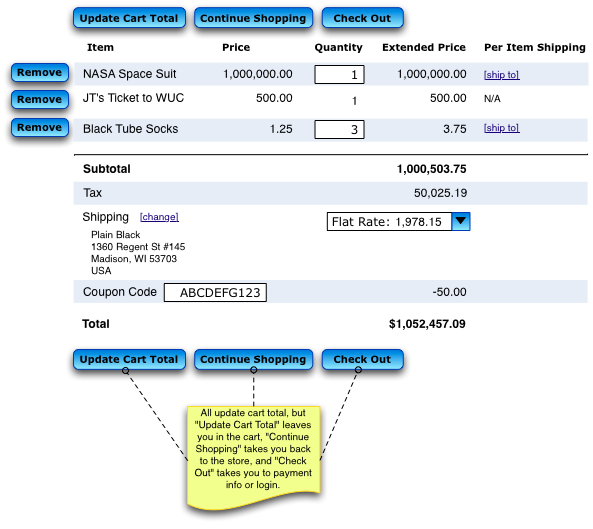 Update Cart Total Continue Shopping Check Out
Item Price Quantity Extended Price Per Item Shipping
Remove NASA Space Suit 1,000,000.00 1 1,000,000.00 [ship to]
Remove JT's Ticket to WUC 500.00 1 500.00 N/A
Remove Black Tube Socks 1.25 3 3.75 [ship to]
Subtotal 1,000,503.75
Tax 50,025.19
Shipping [change] Flat Rate: 1,978.15
Plain Black
1360 Regent St #145
Madison, WI 53703
USA
Coupon Code ABCDEFG123 -50.00
Total $1,052,457.09
Update Cart Total Continue Shopping Check Out
All update cart total, but
"Update Cart Total" leaves
you in the cart, "Continue
Shopping" takes you back
to the store, and "Check
Out" takes you to payment
info or login.